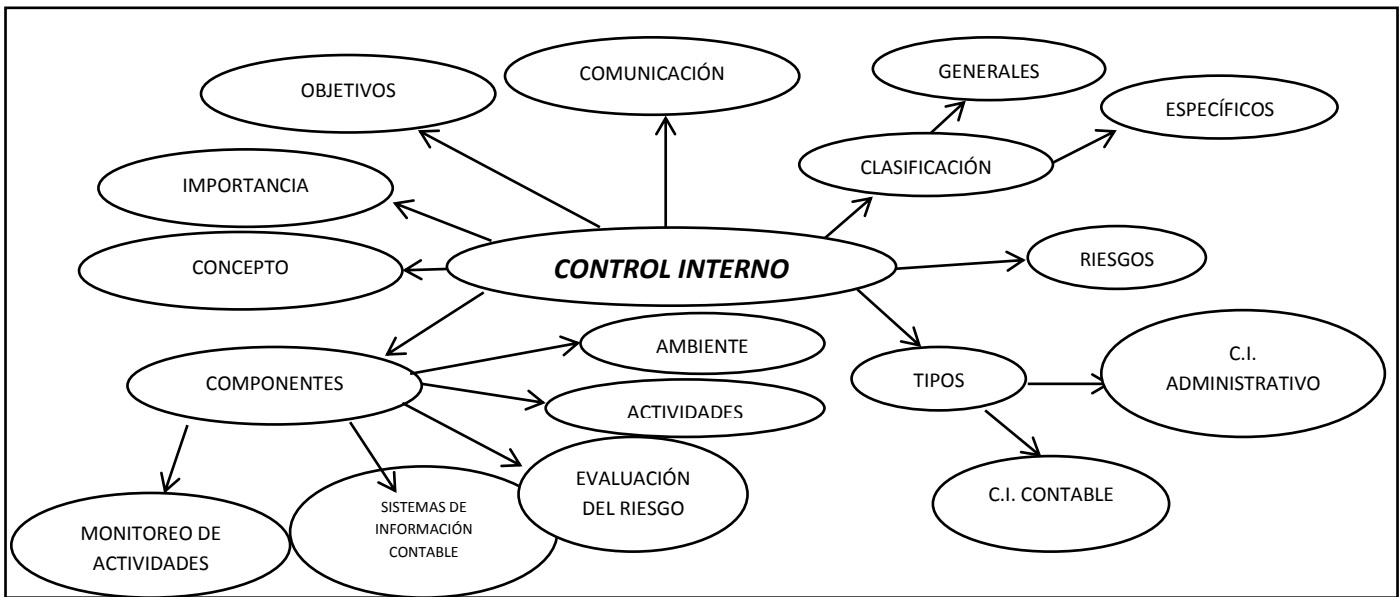 COMUNICACIÓN
GENERALES
OBJETIVOS
ESPECÍFICOS
CLASIFICACIÓN
IMPORTANCIA
CONTROL INTERNO
RIESGOS
CONCEPTO
AMBIENTE
C.I.
ADMINISTRATIVO
COMPONENTES
TIPOS
ACTIVIDADES
EVALUACIÓN
DEL RIESGO
C.I. CONTABLE
SISTEMAS DE
INFORMACIÓN
CONTABLE
MONITOREO DE
ACTIVIDADES